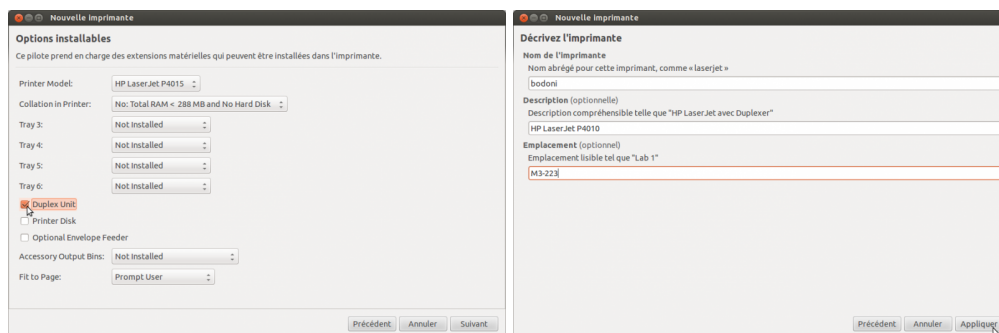 Nouvelle imprimante
Options installables
Ce pilote prend en charge des extensions matérielles qui peuvent être installées dans l'imprimante.
Printer Model: HP LaserJet P4015
Collation in Printer: No: Total RAM < 288 MB and No Hard Disk
Tray 3: Not Installed
Tray 4: Not Installed
Tray 5: Not Installed
Tray 6: Not Installed
Duplex Unit
Printer Disk
Optional Envelope Feeder
Accessory Output Bins: Not Installed
Fit to Page: Prompt User
Précédent Annuler Suivant
Nouvelle imprimante
Décrivez l'imprimante
Nom de l'imprimante
Nom abrégé pour cette imprimant, comme « laserjet »
bodoni
Description (optionnelle)
Description compréhensible telle que "HP LaserJet avec Duplexer"
HP LaserJet P4010
Emplacement (optionnel)
Emplacement lisible tel que "Lab 1"
M3-223
Précédent Annuler Appliquer